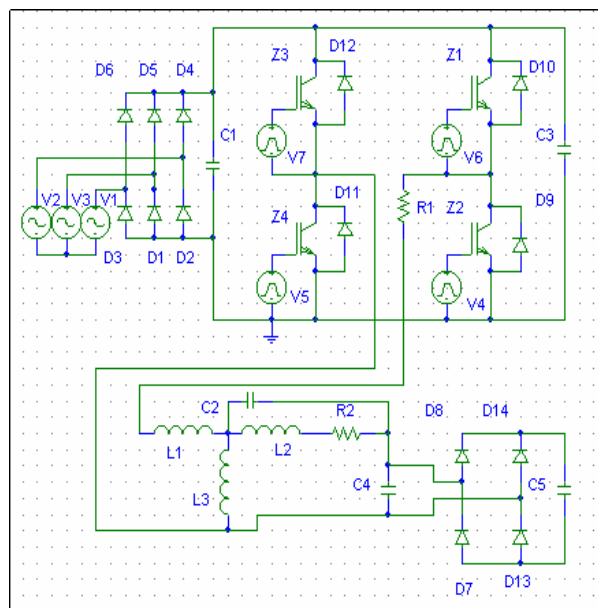 D12
Z3
Z1
D10
D6 D5 D4
C1
C3
V7
V6
D11
D9
V2 V3 V1
R1
Z4
Z2
D3 D1 D2
V5
V4
C2
R2
D8 D14
L1
L2
L3
C4
C5
D7
D13